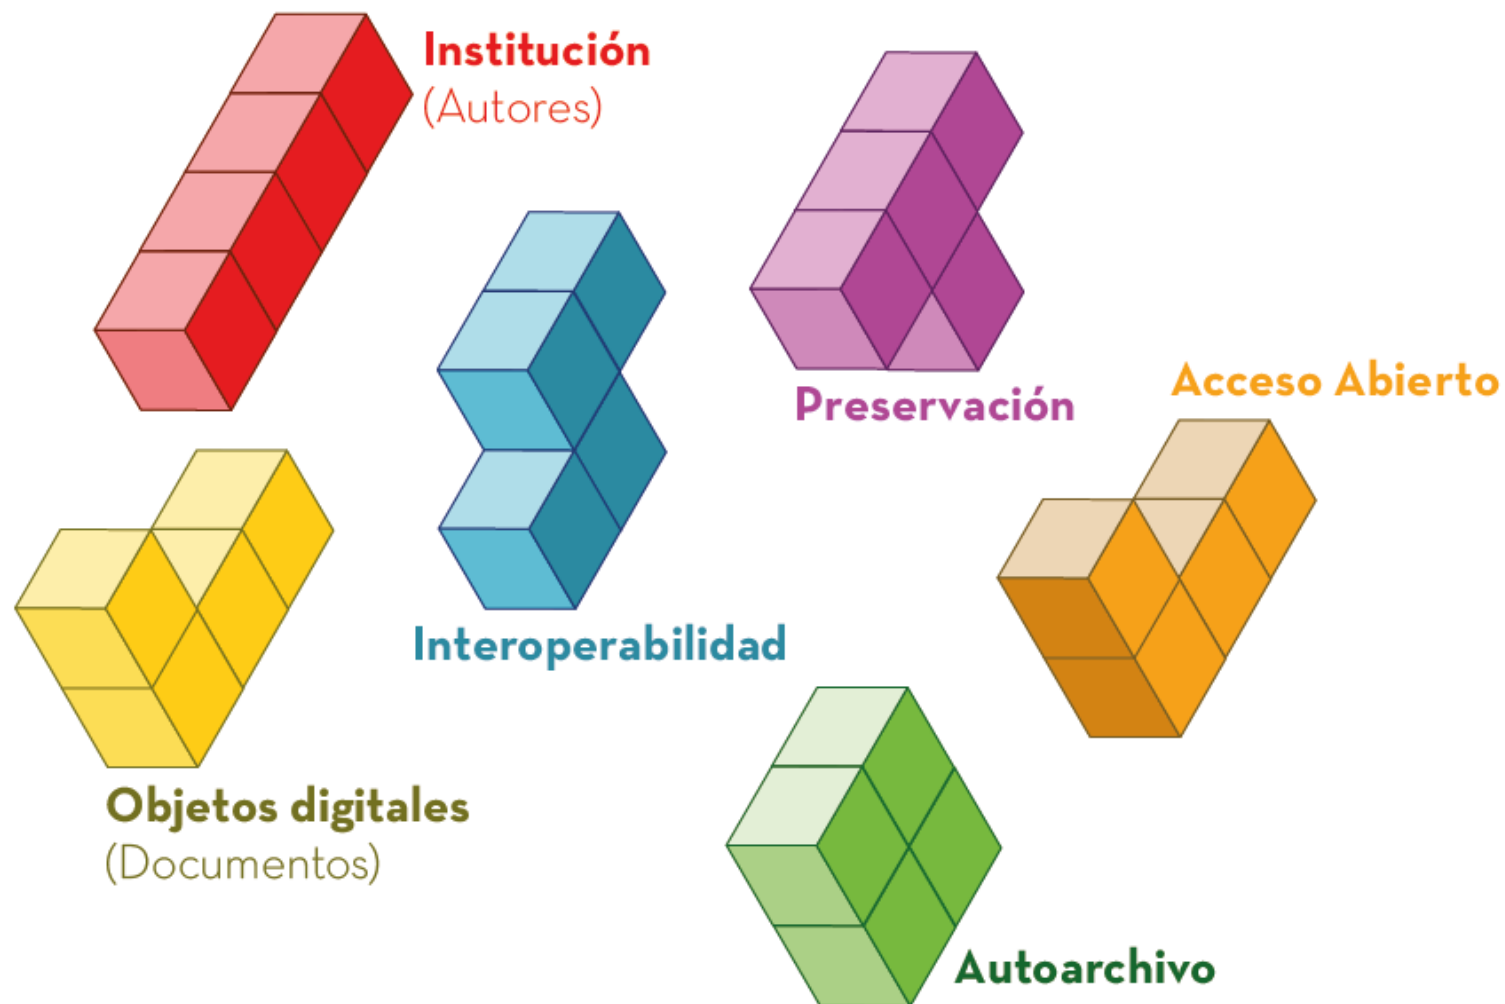 Institución
(Autores)
Preservación
Acceso Abierto
Interoperabilidad
Objetos digitales
(Documentos)
Autoarchivo